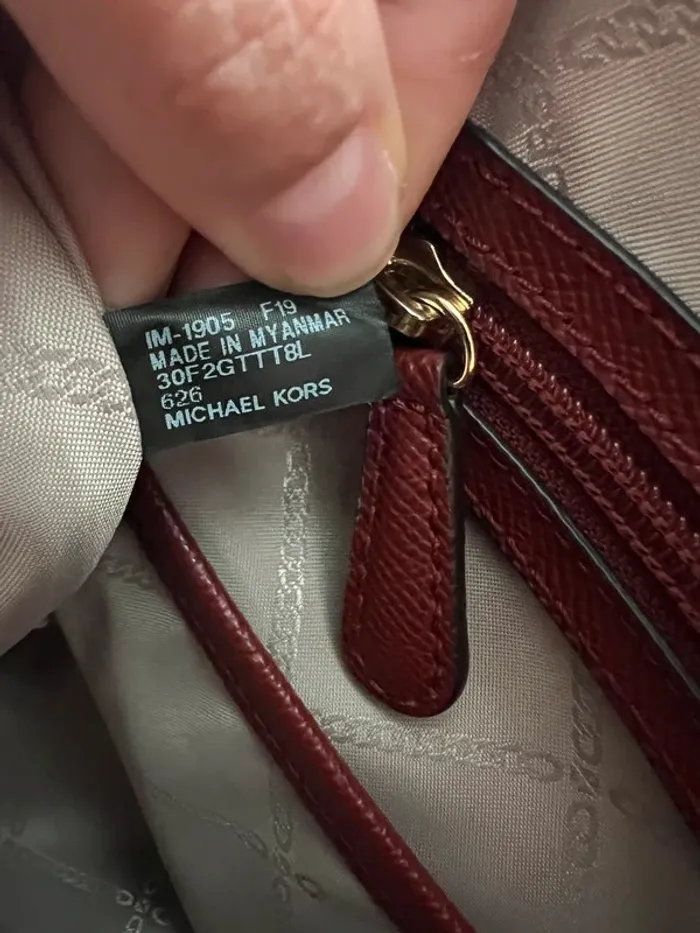 IM-1905 F19
MADE IN MYANMAR
30F2GTTT8L
626
MICHAEL KORS